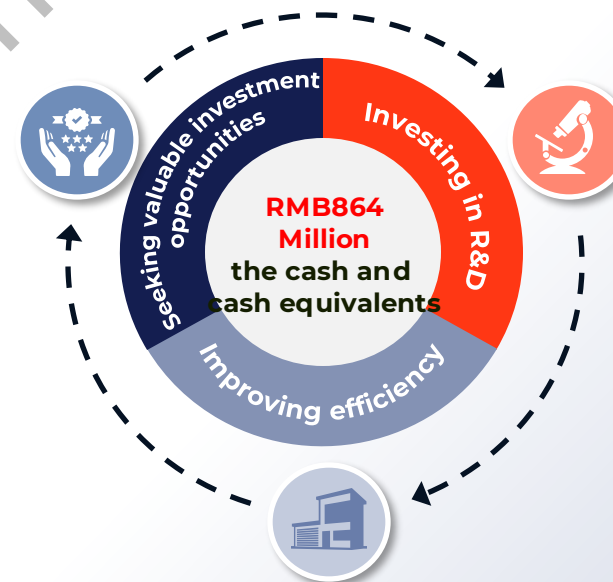 Seeking valuable investment
opportunities
Investing in R&D
RMB864
Million
the cash and
cash equivalents
Improving efficiency